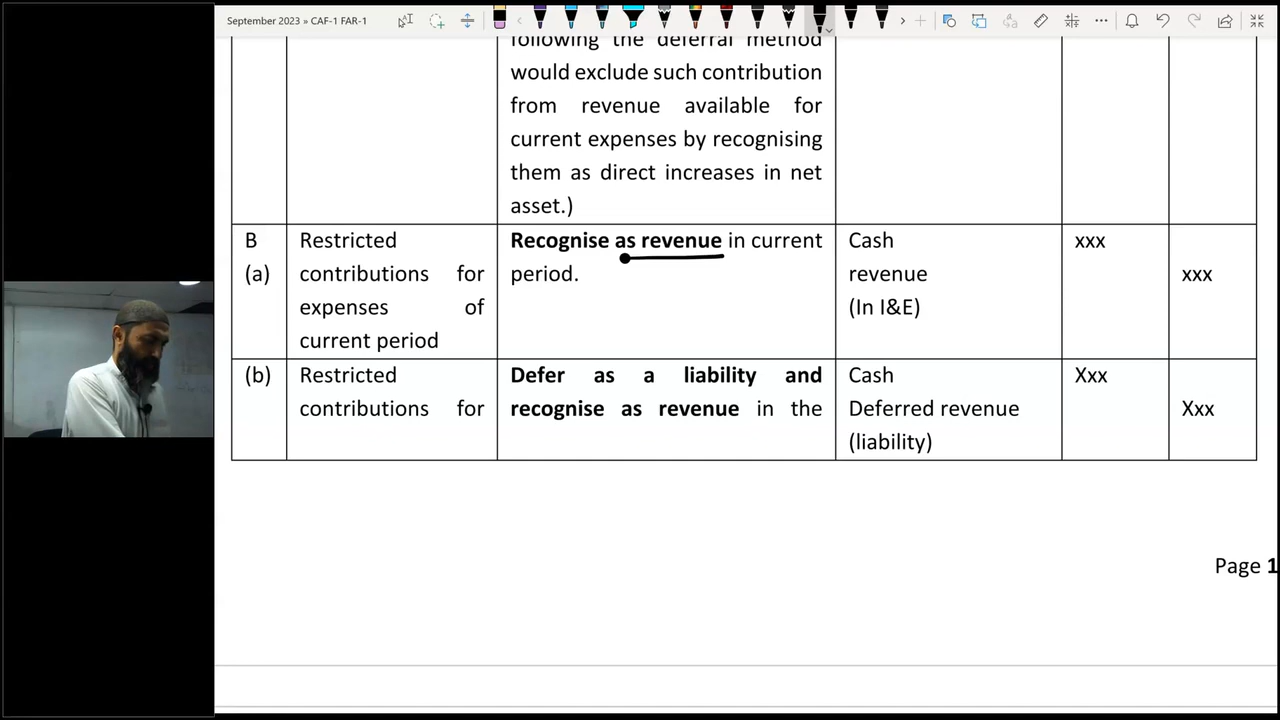 September 2023 » CAF-1 FAR-1
following the deferral method
would exclude such contribution
from revenue available for
current expenses by recognising
them as direct increases in net
asset.)
B Restricted Recognise as revenue in current Cash xxx
(a) contributions for period. revenue xxx
expenses of (In I&E)
current period
(b) Restricted Defer as a liability and Cash Xxx
contributions for recognise as revenue in the Deferred revenue Xxx
(liability)
Page 1